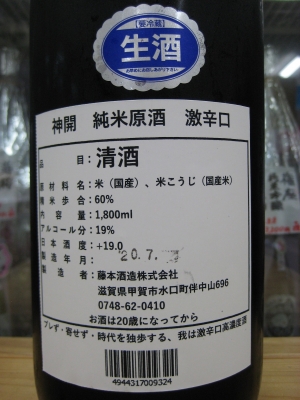 要冷蔵
生酒
神開 純米原酒 激辛口
品目：清酒
原材料名：米（国産）、米こうじ（国産米）
精米歩合：60%
内容量：1,800ml
アルコール分：19%
日本酒度：+19.0
製造年月：20.7.
製造者：藤本酒造株式会社
滋賀県甲賀市水口町伴中山696
0748-62-0410
お酒は20歳になってから
ブレず・寄せず・時代を独歩する、我は激辛口高濃度酒
4944317009324